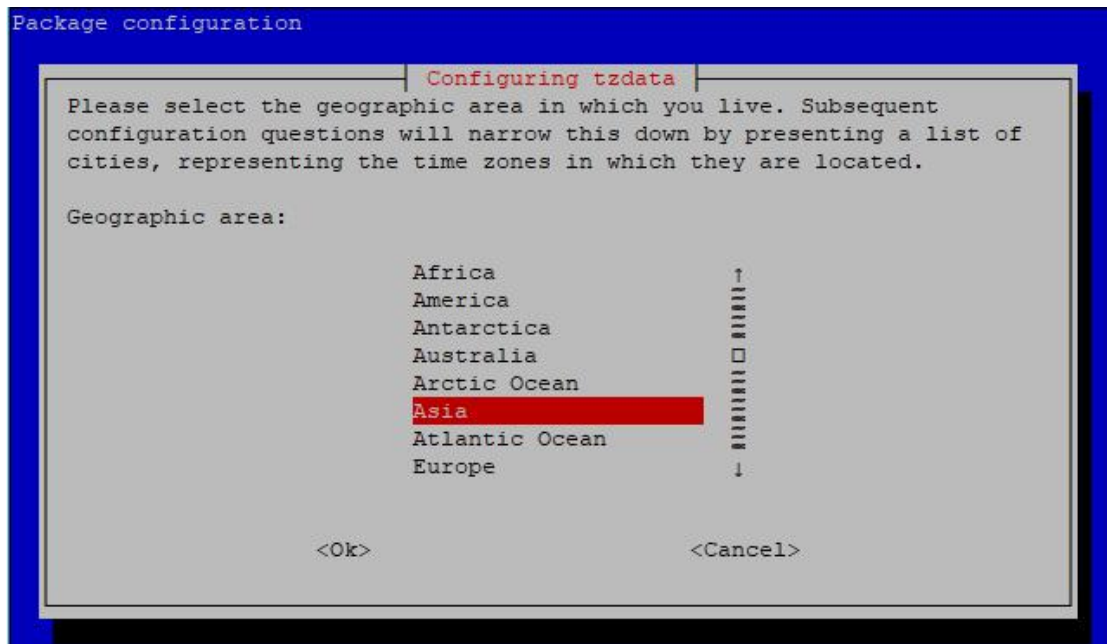 Package configuration
Configuring tzdata
Please select the geographic area in which you live. Subsequent
configuration questions will narrow this down by presenting a list of
cities, representing the time zones in which they are located.
Geographic area:
Africa
America
Antarctica
Australia
Arctic Ocean
Asia
Atlantic Ocean
Europe
<Ok> <Cancel>